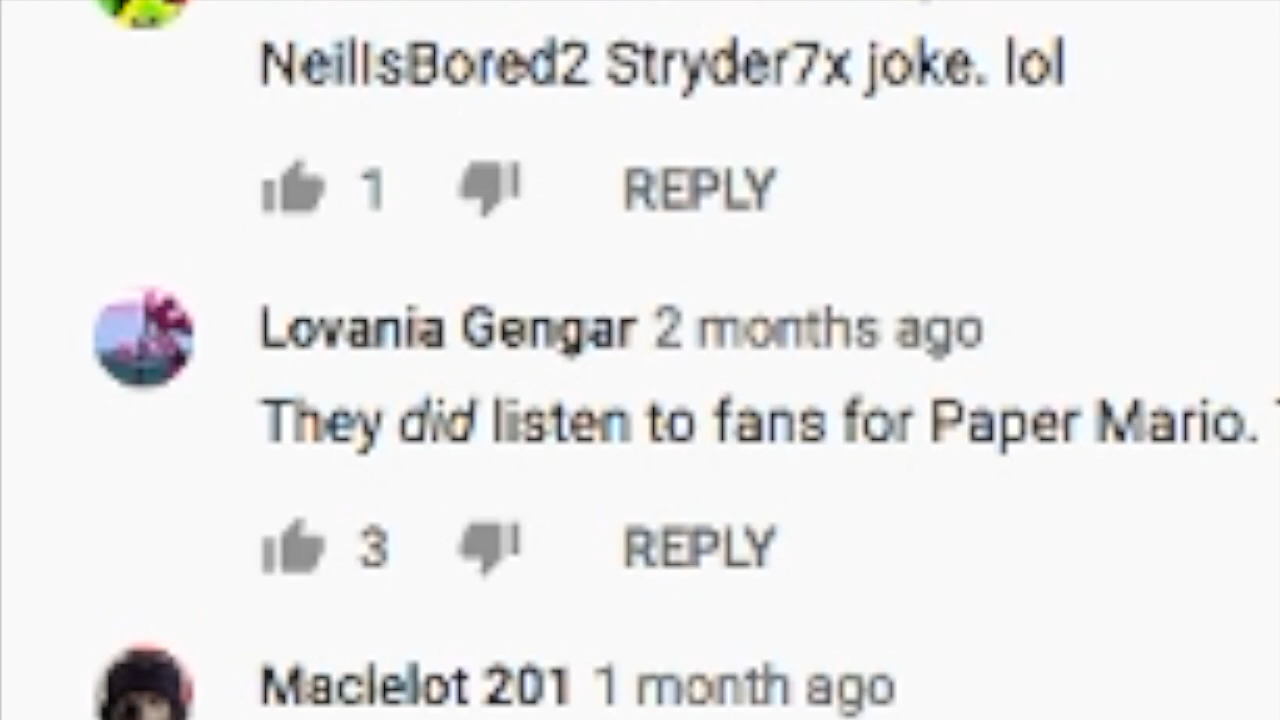 NeilIsBored2 Stryder7x joke. lol
1 REPLY
Lovania Gengar 2 months ago
They did listen to fans for Paper Mario.
3 REPLY
Maclelot 201 1 month ago